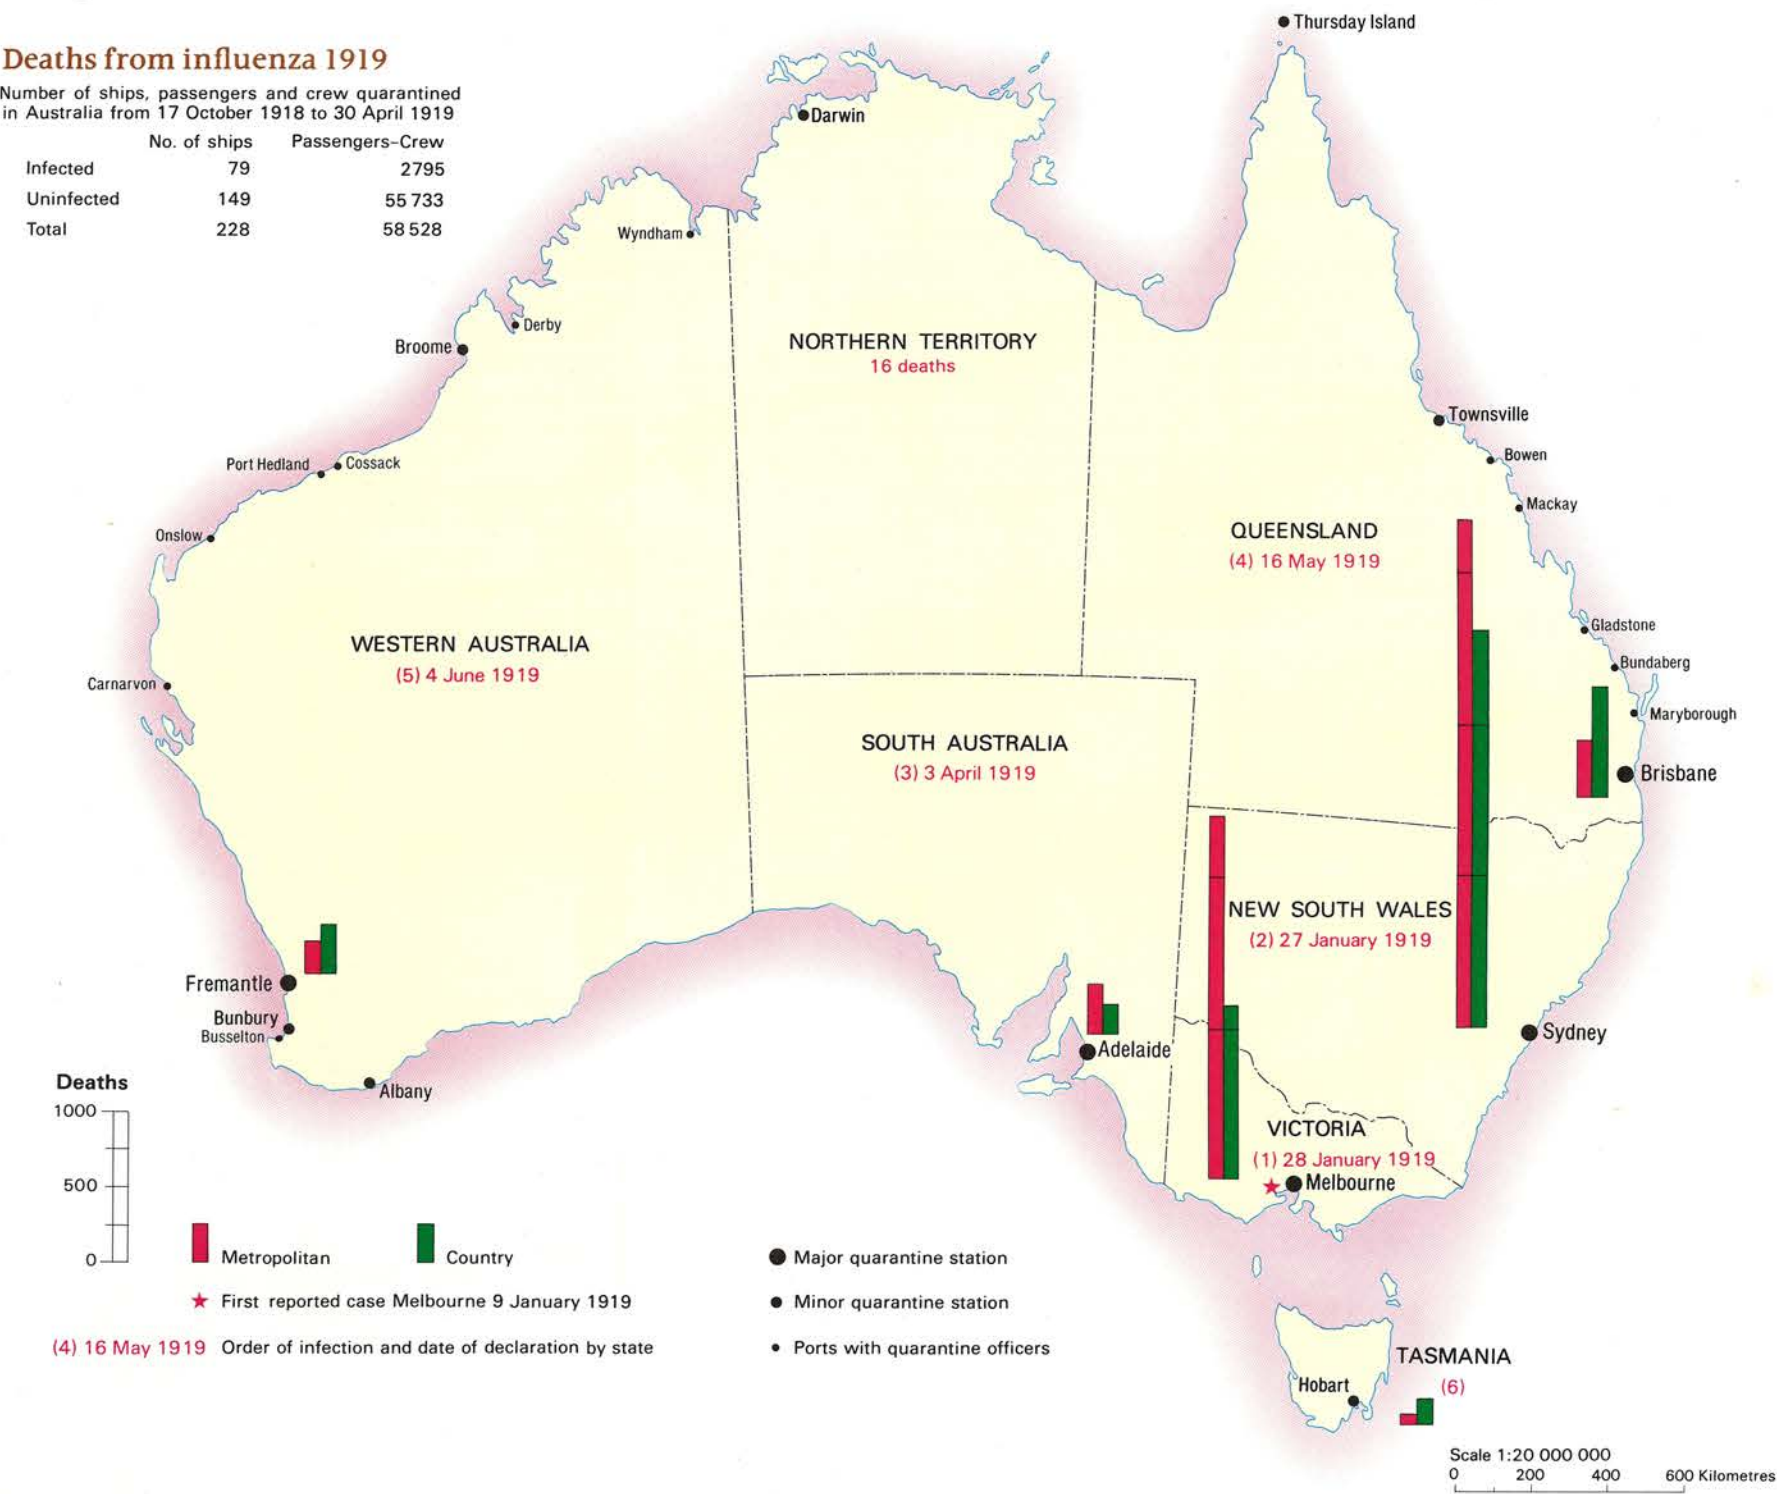 Deaths from influenza 1919
Number of ships, passengers and crew quarantined
in Australia from 17 October 1918 to 30 April 1919
No. of ships Passengers–Crew
Infected 79 2795
Uninfected 149 55 733
Total 228 58 528
Thursday Island
Darwin
Wyndham
Derby
Broome
NORTHERN TERRITORY
16 deaths
Townsville
Bowen
Port Hedland
Cossack
Mackay
Onslow
QUEENSLAND
(4) 16 May 1919
Gladstone
WESTERN AUSTRALIA
(5) 4 June 1919
Bundaberg
Carnarvon
Maryborough
SOUTH AUSTRALIA
(3) 3 April 1919
Brisbane
NEW SOUTH WALES
(2) 27 January 1919
Fremantle
Bunbury
Busselton
Sydney
Adelaide
Albany
VICTORIA
(1) 28 January 1919
Melbourne
Deaths
1000
500
0
Metropolitan
Country
First reported case Melbourne 9 January 1919
(4) 16 May 1919 Order of infection and date of declaration by state
Major quarantine station
Minor quarantine station
Ports with quarantine officers
TASMANIA
(6)
Hobart
Scale 1:20 000 000
0 200 400 600 Kilometres